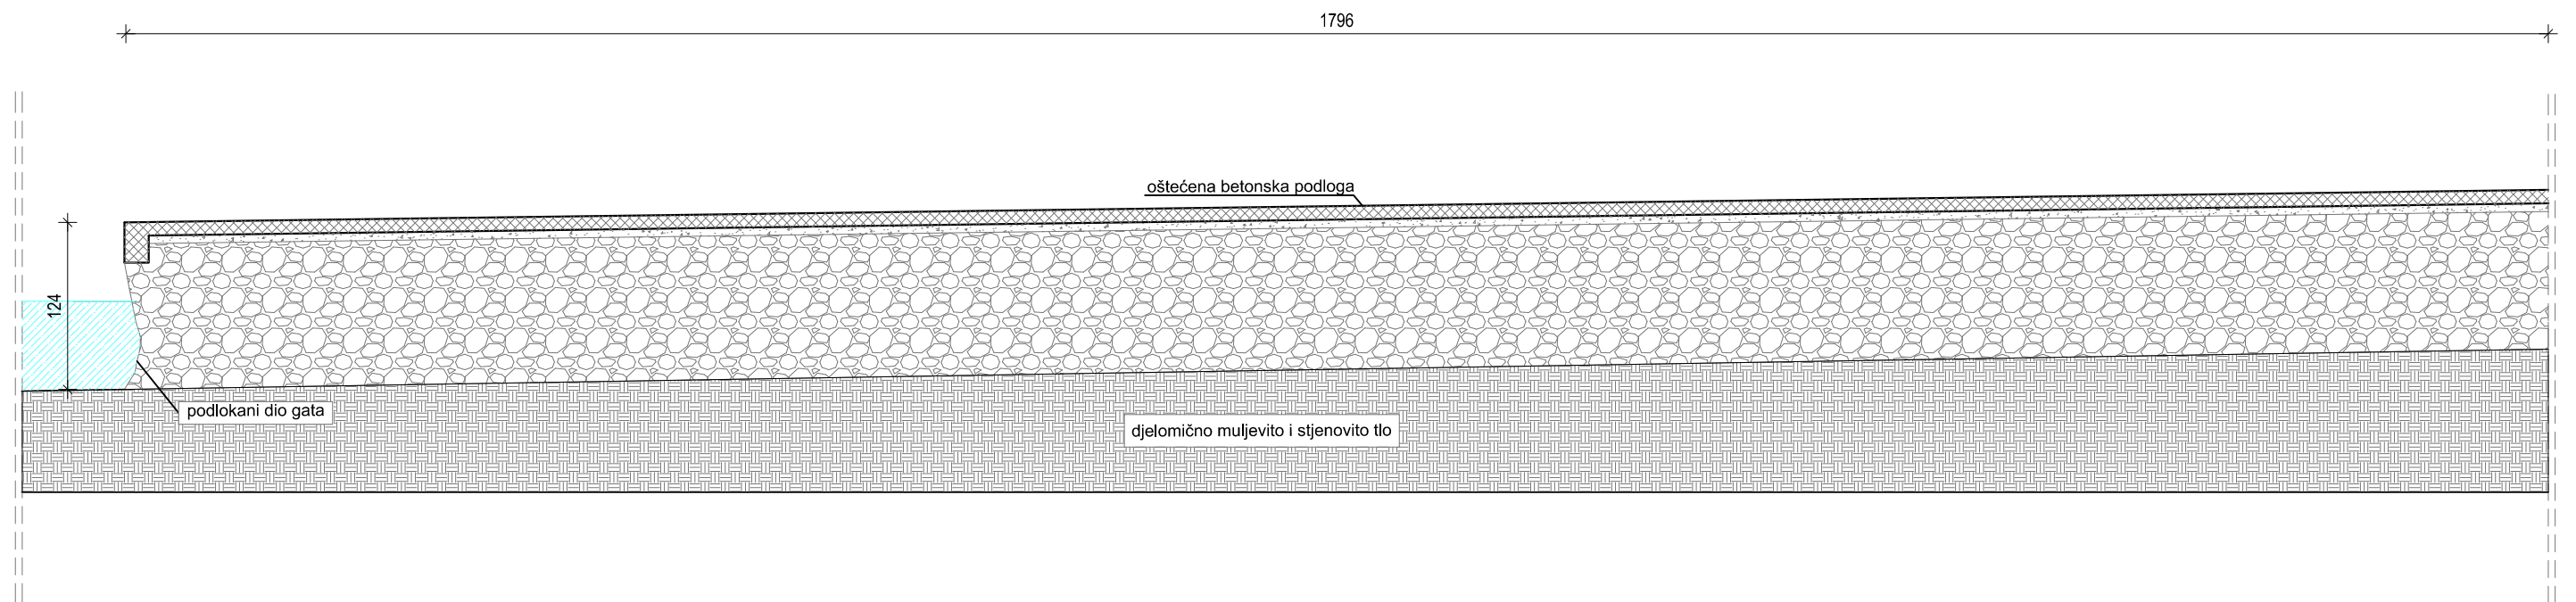 1796
oštećena betonska podloga
124
podlokani dio gata
djelomično muljevito i stjenovito tlo